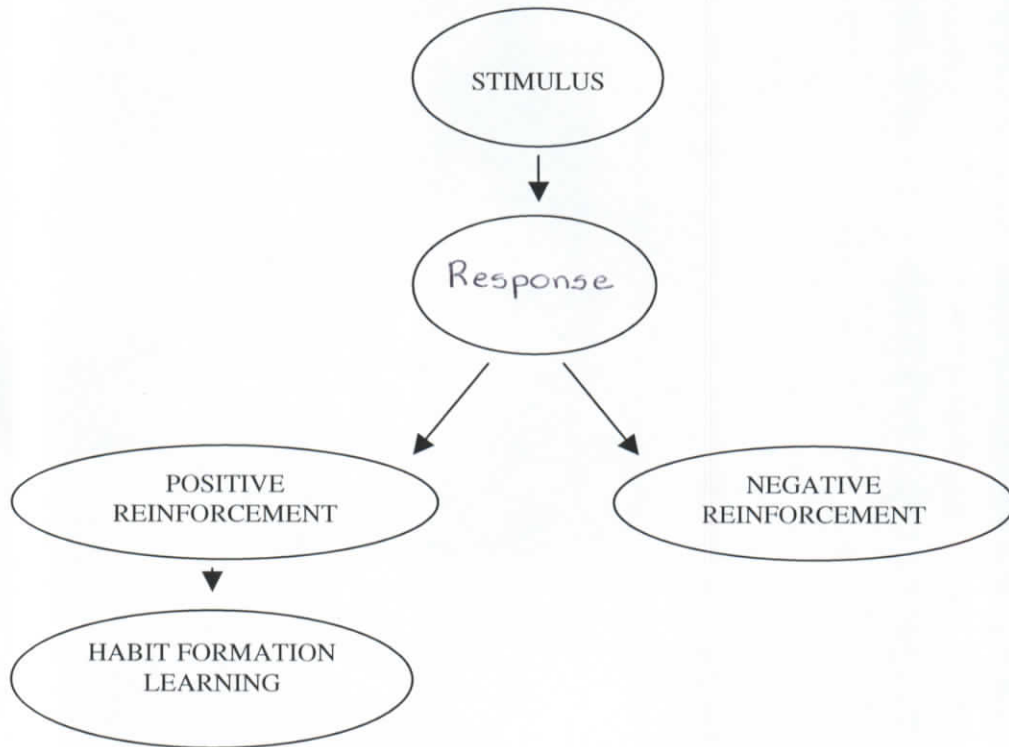 STIMULUS
Response
POSITIVE
REINFORCEMENT
NEGATIVE
REINFORCEMENT
HABIT FORMATION
LEARNING